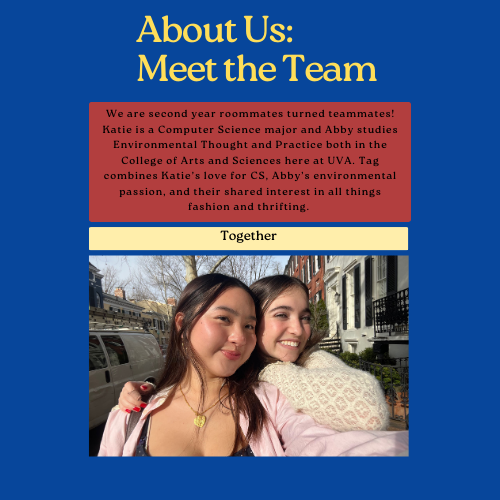 About Us:
Meet the Team
We are second year roommates turned teammates!
Katie is a Computer Science major and Abby studies
Environmental Thought and Practice both in the
College of Arts and Sciences here at UVA. Tag
combines Katie's love for CS, Abby's environmental
passion, and their shared interest in all things
fashion and thrifting.
Together